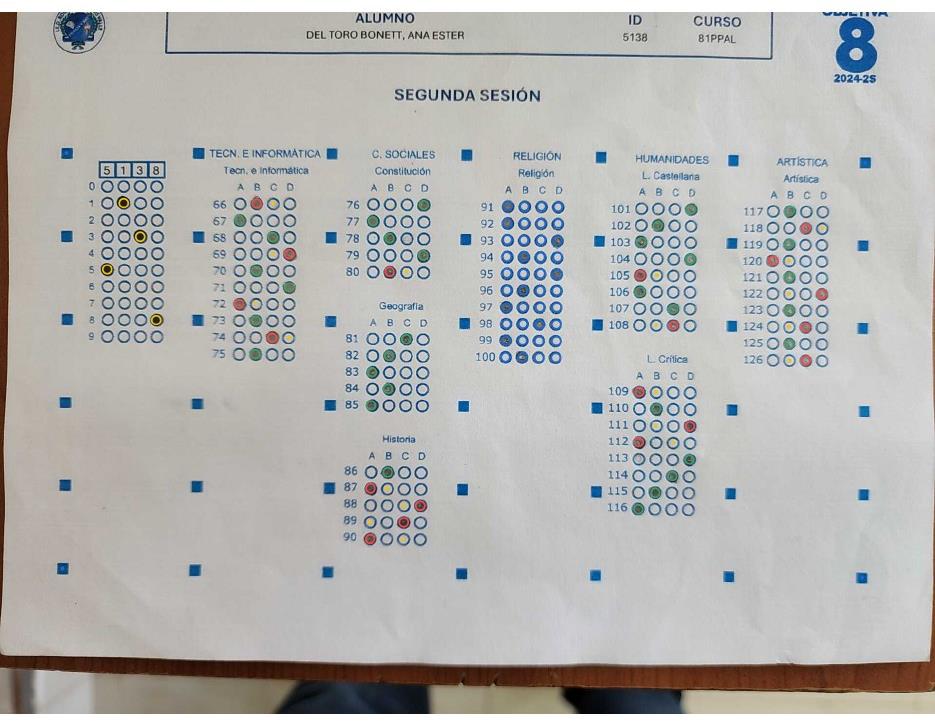 ALUMNO ID CURSO
DEL TORO BONETT, ANA ESTER 5138 81PPAL
OBJETIVA
8
2024-2S
SEGUNDA SESIÓN
5 1 3 8
0
1
2
3
4
5
6
7
8
9
TECN. E INFORMÁTICA
Tecn. e Informática
A B C D
66
67
68
69
70
71
72
73
74
75
C. SOCIALES
Constitución
A B C D
76
77
78
79
80
Geografía
A B C D
81
82
83
84
85
Historia
A B C D
86
87
88
89
90
RELIGIÓN
Religión
A B C D
91
92
93
94
95
96
97
98
99
100
HUMANIDADES
L. Castellana
A B C D
101
102
103
104
105
106
107
108
L. Crítica
A B C D
109
110
111
112
113
114
115
116
ARTÍSTICA
Artística
A B C D
117
118
119
120
121
122
123
124
125
126